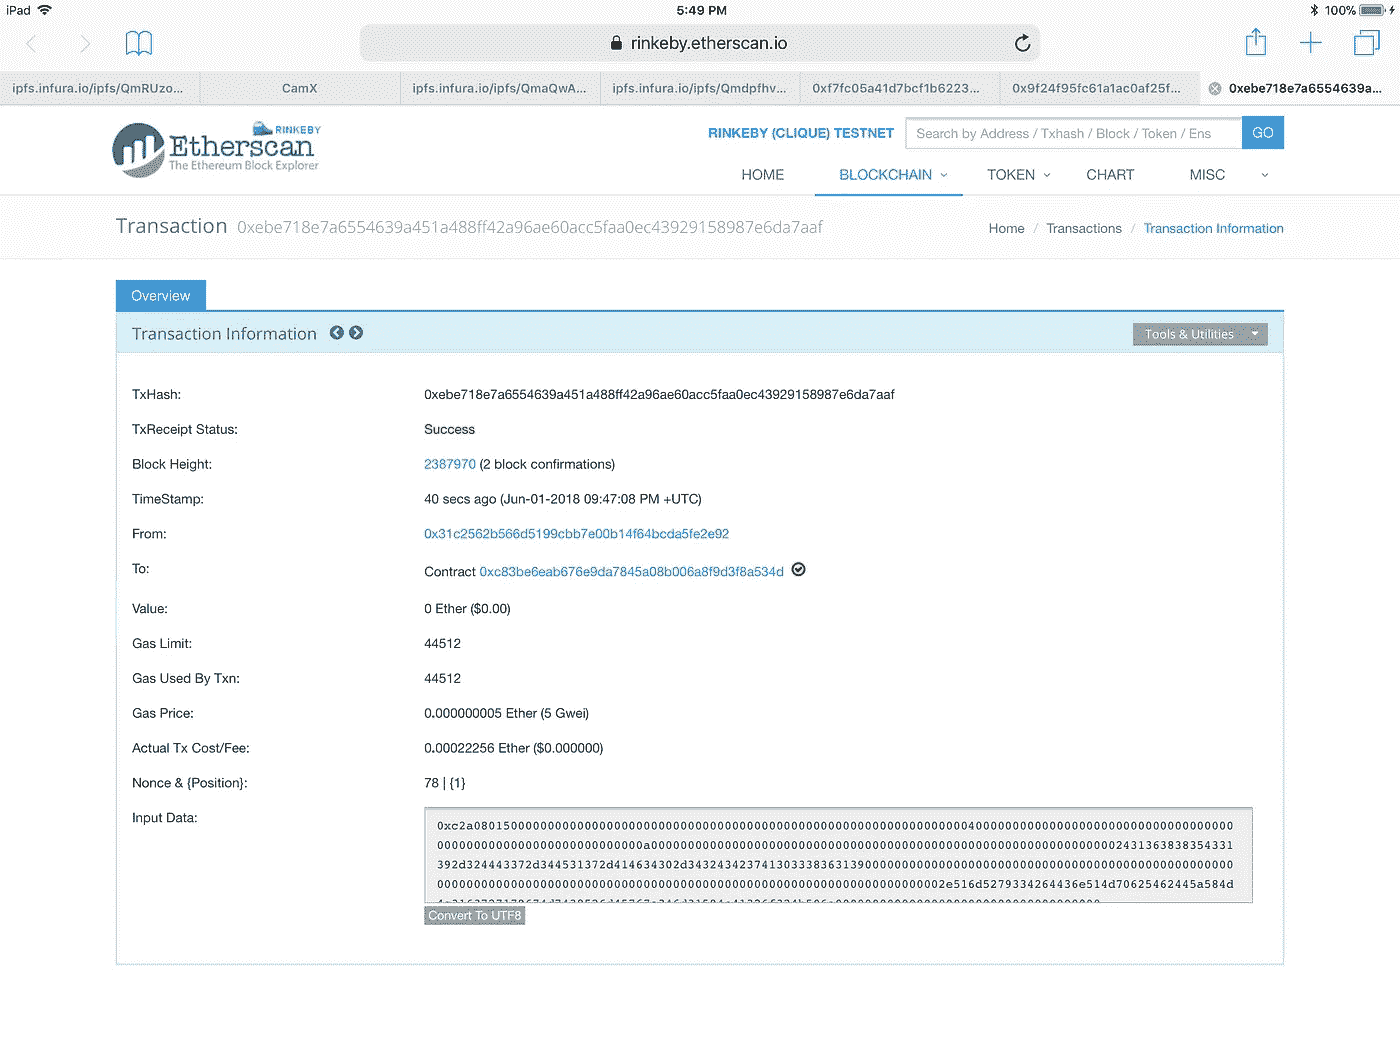 iPad 5:49 PM 100%
rinkeby.etherscan.io
ipfs.infura.io/ipfs/QmRUzo... CamX ipfs.infura.io/ipfs/QmaQwA... ipfs.infura.io/ipfs/Qmdpfhv... 0xf7fc05a41d7bcf1b6223... 0x9f24f95fc61a1ac0af25f... 0xebe718e7a6554639a...
RINKEBY
Etherscan
The Ethereum Block Explorer
RINKEBY (CLIQUE) TESTNET Search by Address / Txhash / Block / Token / Ens GO
HOME BLOCKCHAIN TOKEN CHART MISC
Transaction 0xebe718e7a6554639a451a488ff42a96ae60acc5faa0ec43929158987e6da7aaf
Home / Transactions / Transaction Information
Overview
Transaction Information Tools & Utilities
TxHash: 0xebe718e7a6554639a451a488ff42a96ae60acc5faa0ec43929158987e6da7aaf
TxReceipt Status: Success
Block Height: 2387970 (2 block confirmations)
TimeStamp: 40 secs ago (Jun-01-2018 09:47:08 PM +UTC)
From: 0x31c2562b566d5199cbb7e00b14f64bcda5fe2e92
To: Contract 0xc83be6eab676e9da7845a08b006a8f9d3f8a534d
Value: 0 Ether ($0.00)
Gas Limit: 44512
Gas Used By Txn: 44512
Gas Price: 0.000000005 Ether (5 Gwei)
Actual Tx Cost/Fee: 0.00022256 Ether ($0.000000)
Nonce & {Position}: 78 | {1}
Input Data:
Convert To UTF8